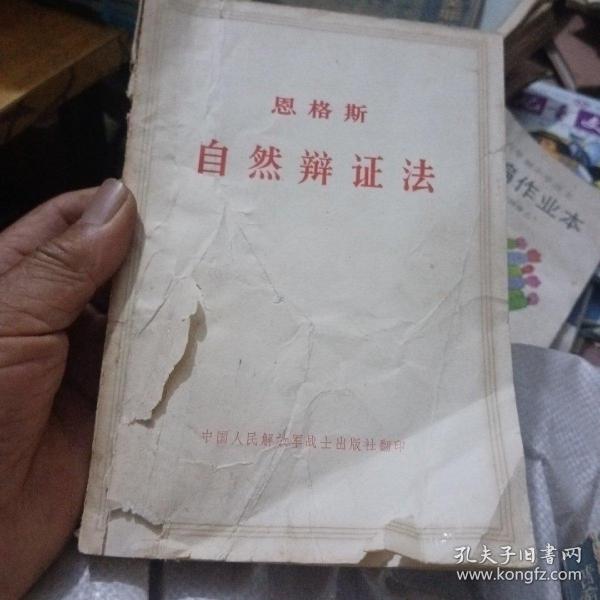 恩格斯
自然辩证法
中国人民解放军战士出版社翻印
作业本
孔夫子旧书网
www.kongfz.com